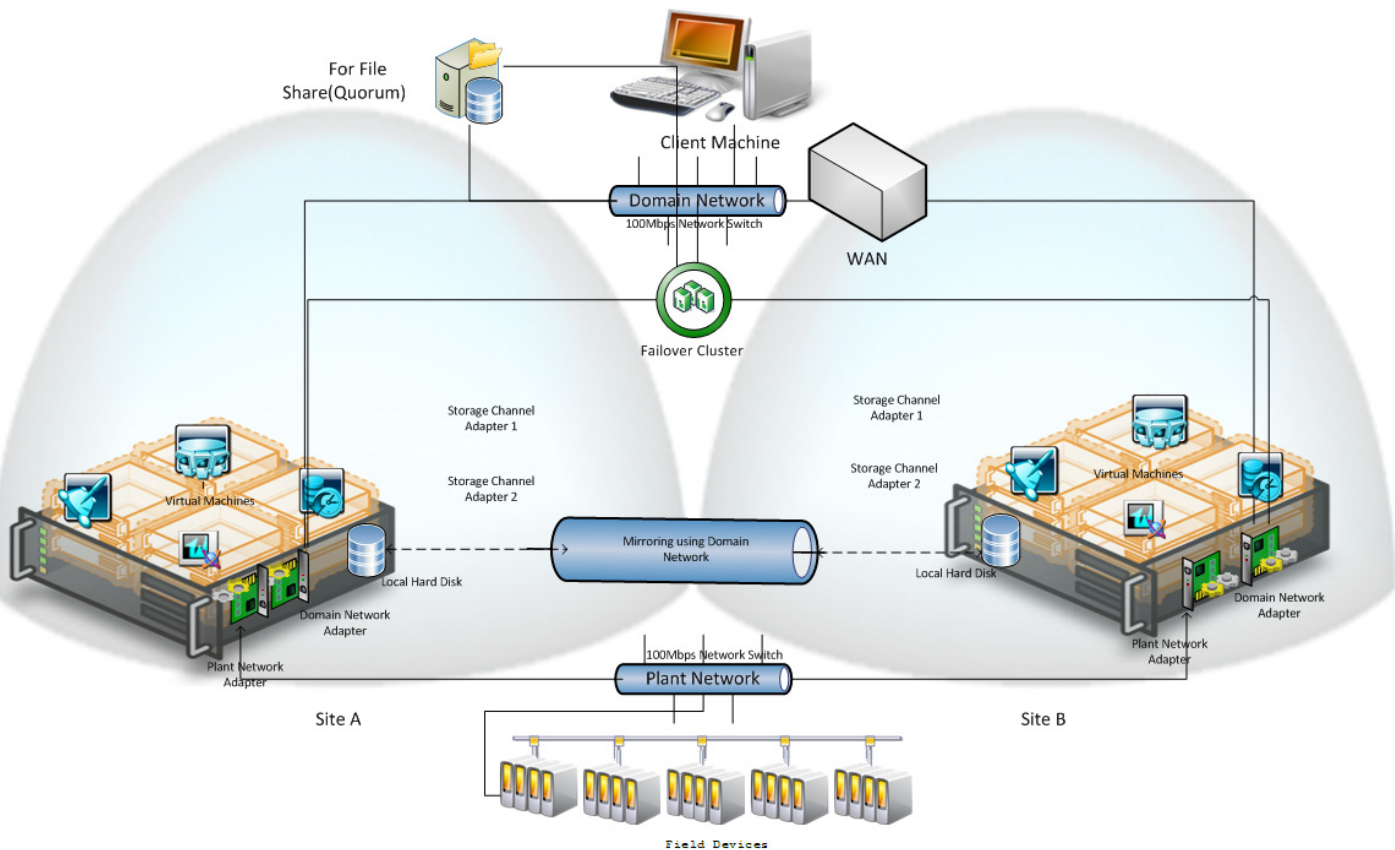 For File
Share(Quorum)
Client Machine
Domain Network
100Mbps Network Switch
WAN
Failover Cluster
Storage Channel
Adapter 1
Storage Channel
Adapter 2
Storage Channel
Adapter 1
Storage Channel
Adapter 2
Virtual Machines
Virtual Machines
Mirroring using Domain
Network
Local Hard Disk
Local Hard Disk
Domain Network
Adapter
Plant Network
Adapter
Domain Network
Adapter
Plant Network
Adapter
100Mbps Network Switch
Plant Network
Site A
Site B
Field Devices